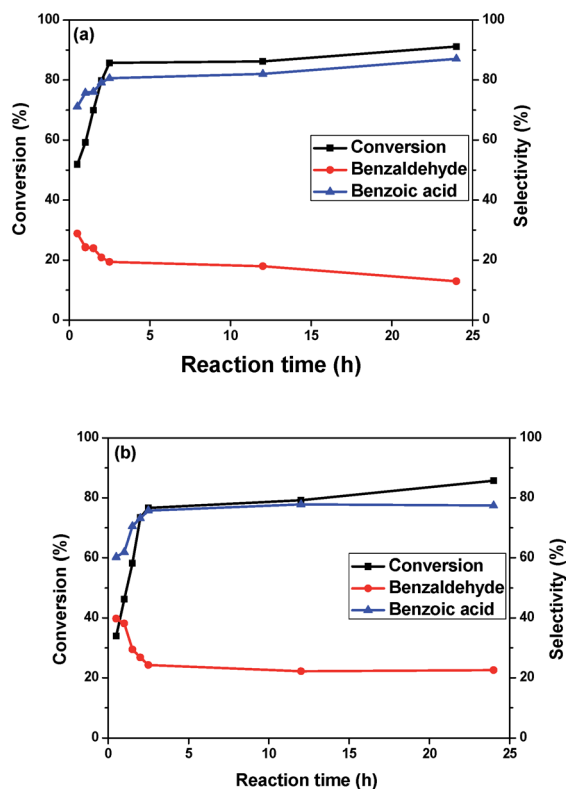 (a)
100
80
60
40
20
0
Conversion (%)
100
80
60
40
20
0
Selectivity (%)
Conversion
Benzaldehyde
Benzoic acid
0 5 10 15 20 25
Reaction time (h)
(b)
100
80
60
40
20
0
Conversion (%)
100
80
60
40
20
0
Selectivity (%)
Conversion
Benzaldehyde
Benzoic acid
0 5 10 15 20 25
Reaction time (h)